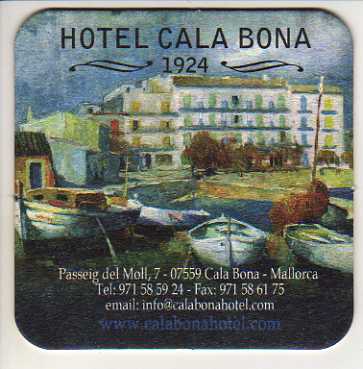 HOTEL CALA BONA
1924
Passeig del Moll, 7 - 07559 Cala Bona - Mallorca
Tel: 971 58 59 24 - Fax: 971 58 61 75
email: info@calabonahotel.com
www.calabonahotel.com